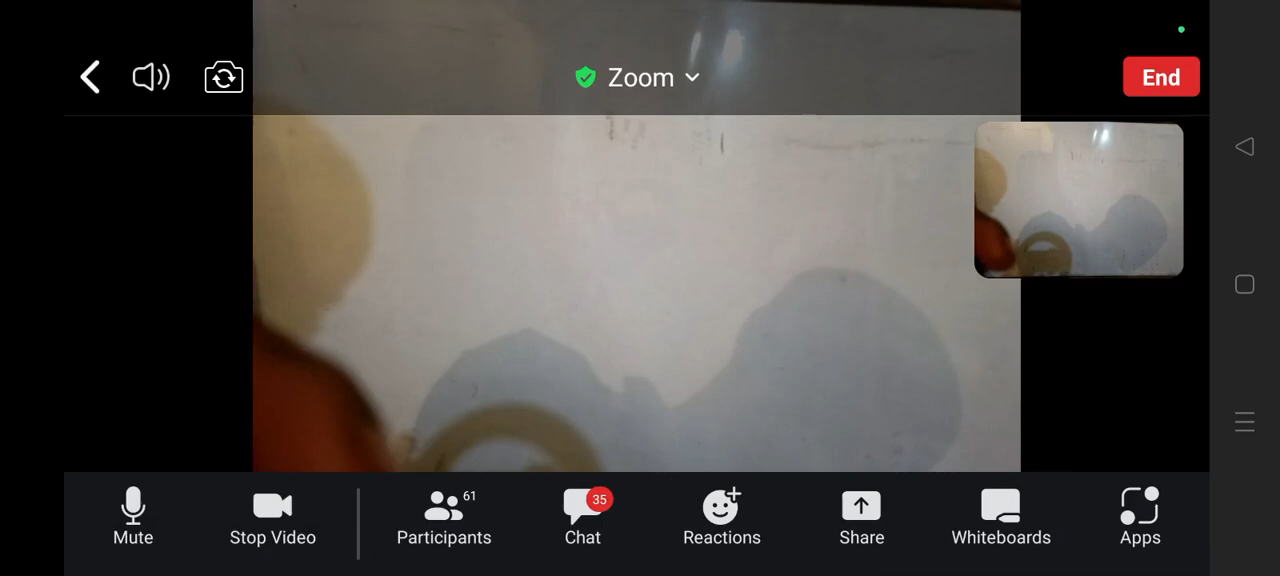 Zoom
End
61
35
Mute
Stop Video
Participants
Chat
Reactions
Share
Whiteboards
Apps